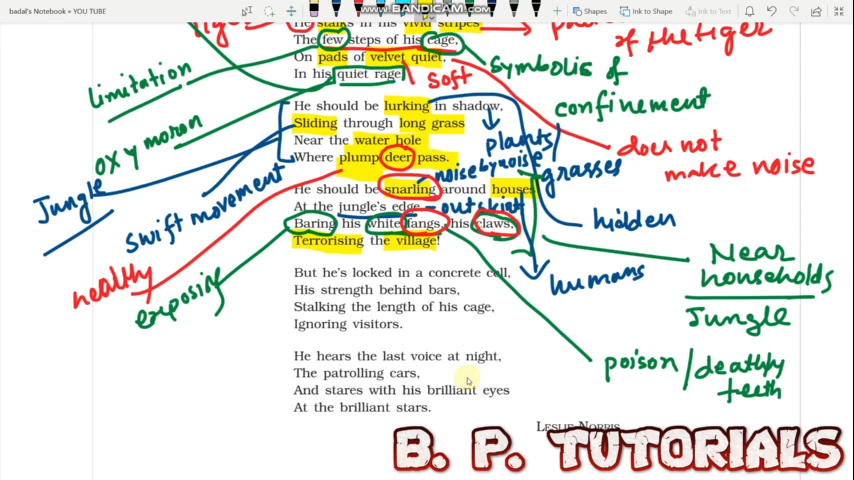 badal's Notebook » YOU TUBE
www.BANDICAM.com
Shapes
Ink to Shape
Ink to Text
Share
He stalks in his vivid stripes
The few steps of his cage,
On pads of velvet quiet,
In his quiet rage.
He should be lurking in shadow,
Sliding through long grass
Near the water hole
Where plump deer pass.
He should be snarling around houses
At the jungle's edge
Baring his white fangs, his claws,
Terrorising the village!
But he's locked in a concrete cell,
His strength behind bars,
Stalking the length of his cage,
Ignoring visitors.
He hears the last voice at night,
The patrolling cars,
And stares with his brilliant eyes
At the brilliant stars.
LESLIE NORRIS
of the tiger
limitation
soft
symbolis of
confinement
oxymoron
does not
make noise
Plants
grasses
noise by noise
Jungle
swift movement
outskirt
hidden
humans
healthy
exposing
Near
households
Jungle
poison / deathly
teeth
B. P. TUTORIALS